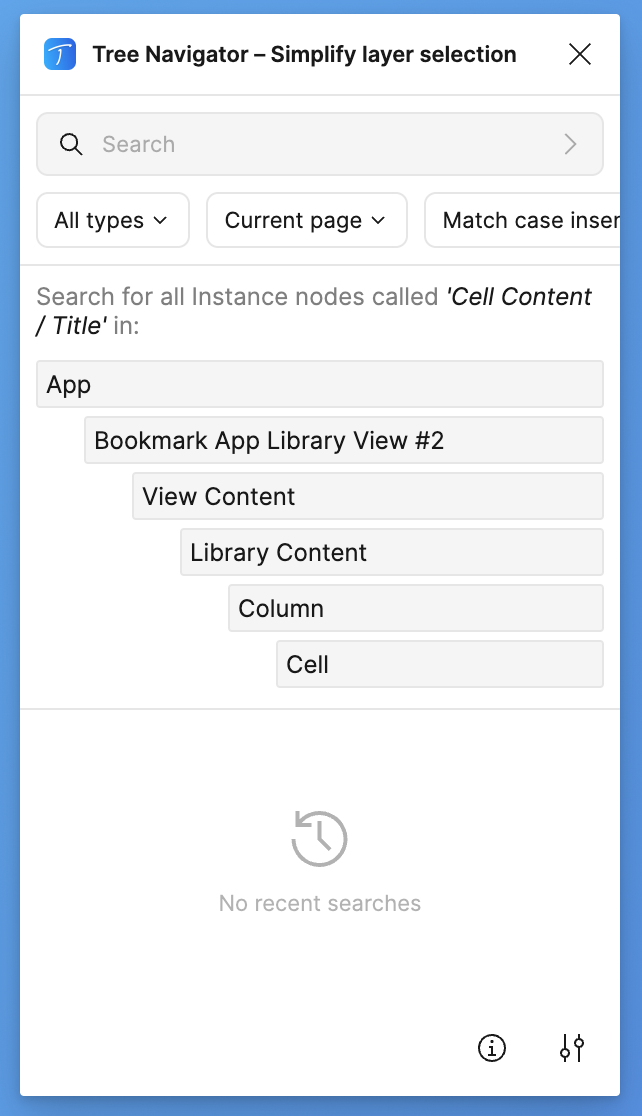 Tree Navigator – Simplify layer selection
Search
All types
Current page
Match case inser
Search for all Instance nodes called 'Cell Content
/ Title' in:
App
Bookmark App Library View #2
View Content
Library Content
Column
Cell
No recent searches